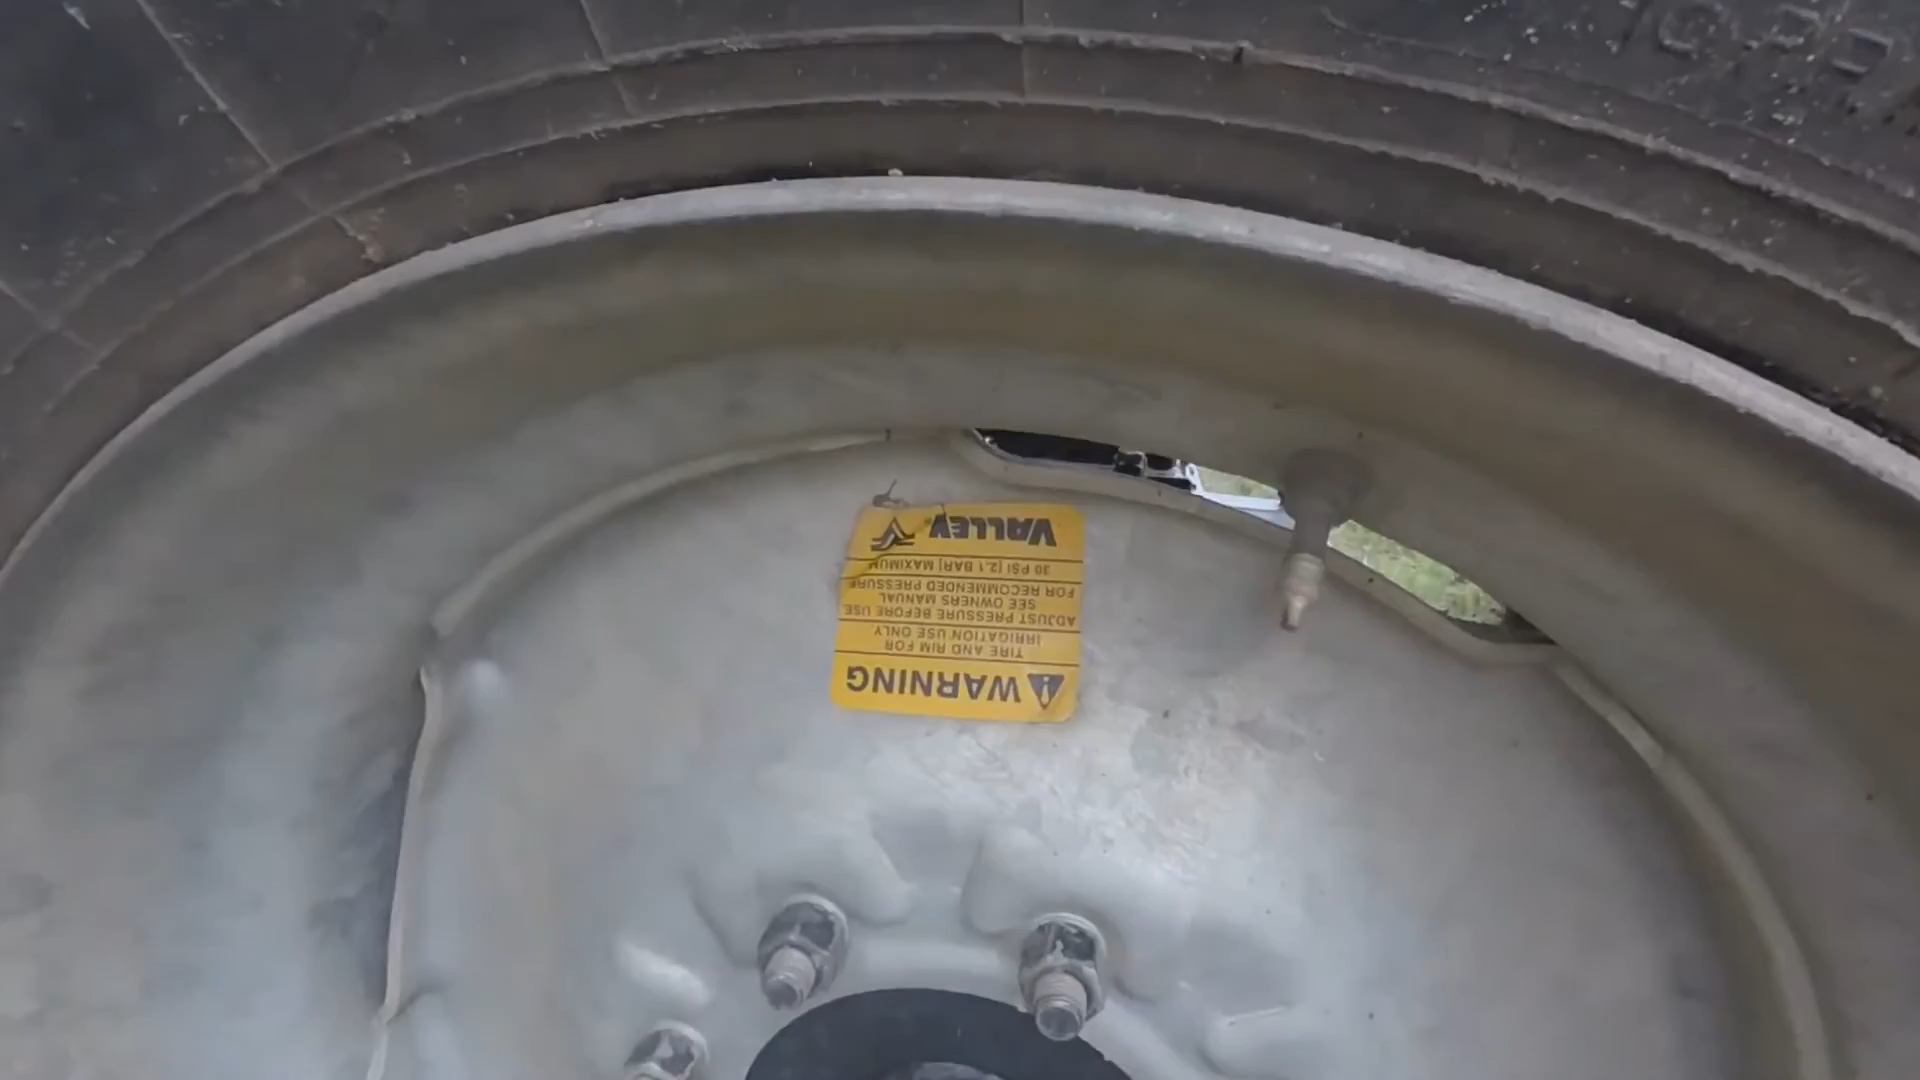 WARNING
TIRE AND RIM FOR
IRRIGATION USE ONLY
ADJUST PRESSURE BEFORE USE
SEE OWNERS MANUAL
FOR RECOMMENDED PRESSURE
30 PSI [2.1 BAR] MAXIMUM
VALLEY